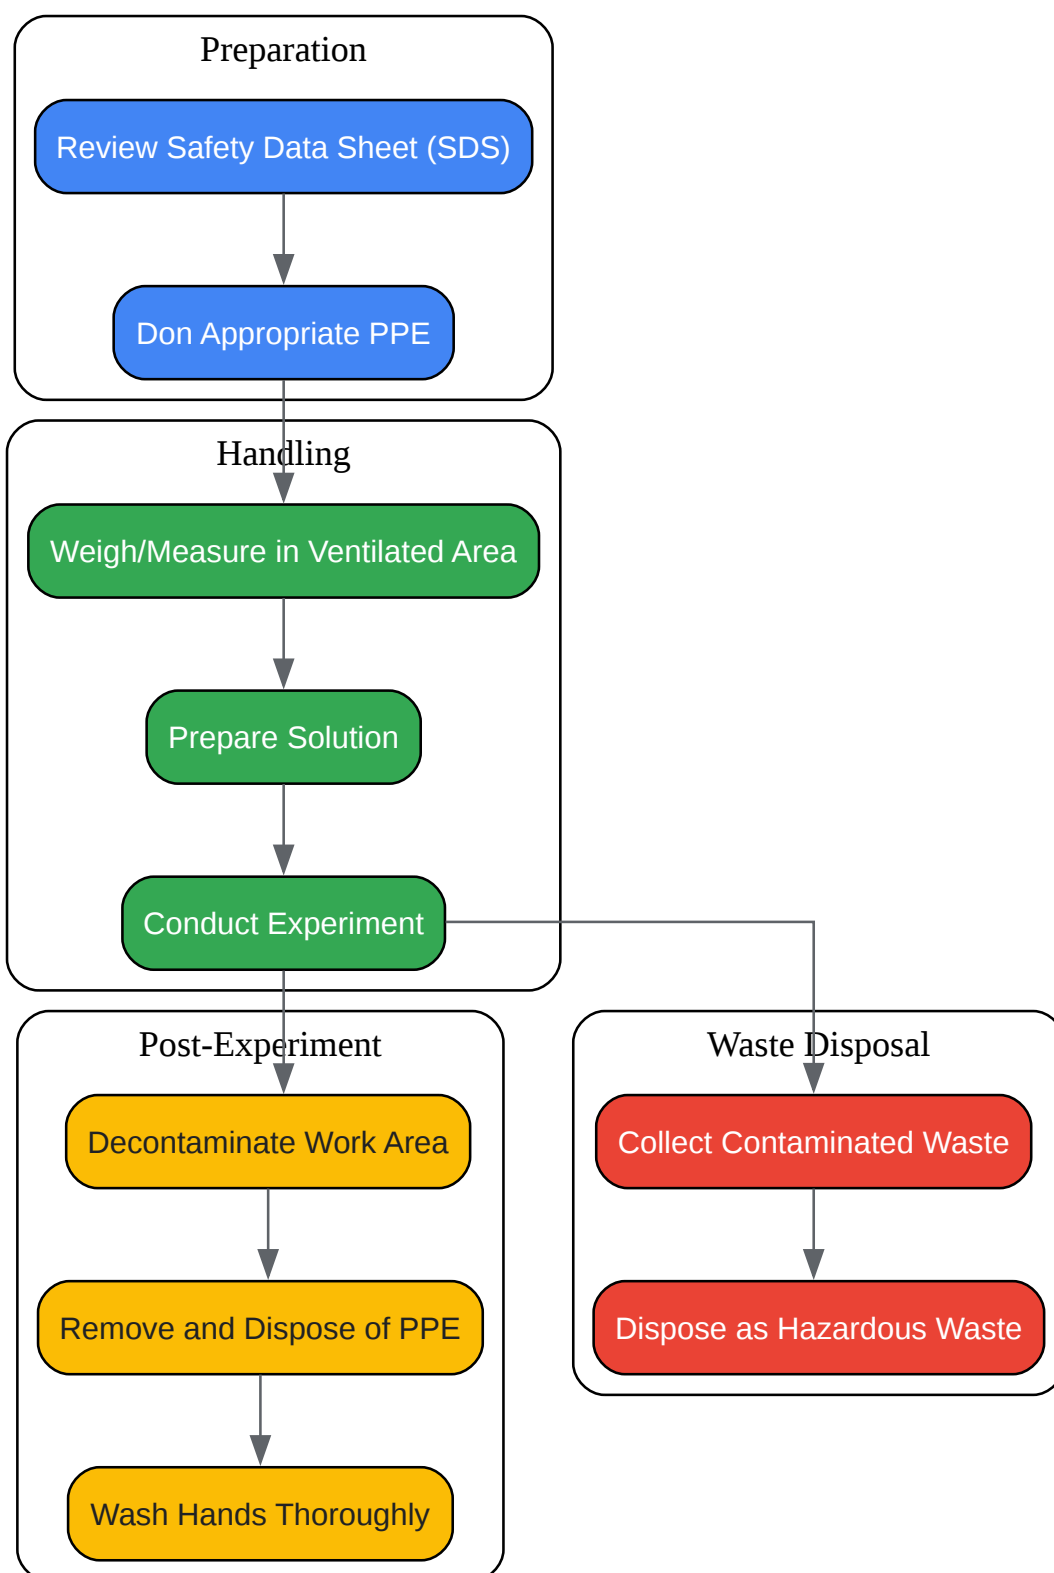 Preparation
Review Safety Data Sheet (SDS)
Don Appropriate PPE
Handling
Weigh/Measure in Ventilated Area
Prepare Solution
Conduct Experiment
Post-Experiment
Decontaminate Work Area
Remove and Dispose of PPE
Wash Hands Thoroughly
Waste Disposal
Collect Contaminated Waste
Dispose as Hazardous Waste